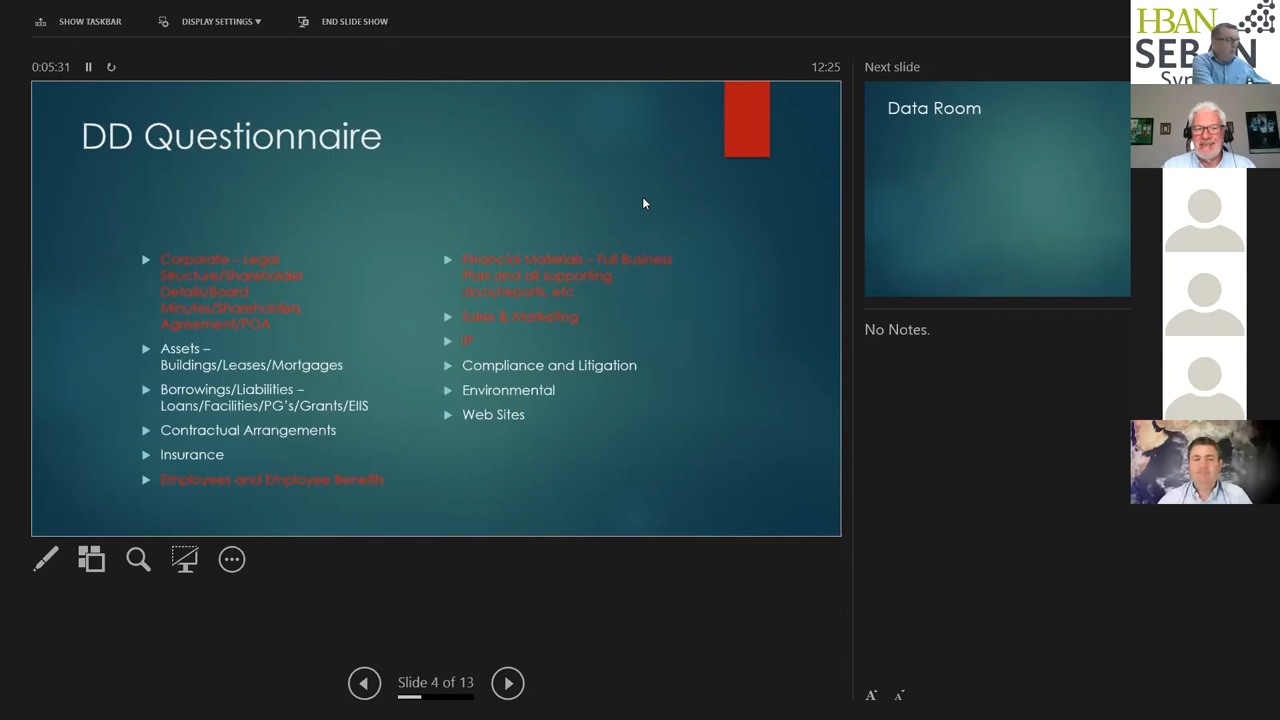 SHOW TASKBAR
DISPLAY SETTINGS
END SLIDE SHOW
HBAN
SEBAN
Syn
0:05:31
12:25
Next slide
DD Questionnaire
Corporate – Legal
Structure/Shareholder
Details/Board
Minutes/Shareholders
Agreement/POA
Assets –
Buildings/Leases/Mortgages
Borrowings/Liabilities –
Loans/Facilities/PG's/Grants/EIIS
Contractual Arrangements
Insurance
Employees and Employee Benefits
Financial Materials – Full Business
Plan and all supporting
docs/reports, etc
Sales & Marketing
IP
Compliance and Litigation
Environmental
Web Sites
Data Room
No Notes.
Slide 4 of 13
A
A